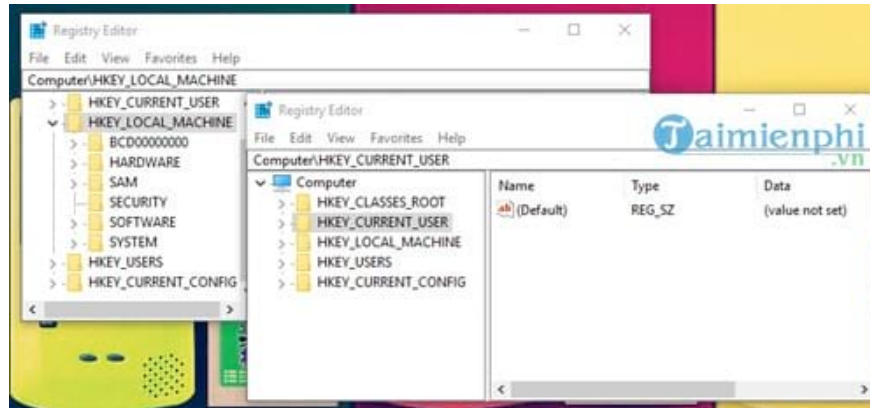 Registry Editor
File Edit View Favorites Help
Computer\HKEY_LOCAL_MACHINE
HKEY_CURRENT_USER
HKEY_LOCAL_MACHINE
BCD00000000
HARDWARE
SAM
SECURITY
SOFTWARE
SYSTEM
HKEY_USERS
HKEY_CURRENT_CONFIG
Registry Editor
File Edit View Favorites Help
Computer\HKEY_CURRENT_USER
Computer
HKEY_CLASSES_ROOT
HKEY_CURRENT_USER
HKEY_LOCAL_MACHINE
HKEY_USERS
HKEY_CURRENT_CONFIG
Name Type Data
ab (Default) REG_SZ (value not set)
Taimienphi
.vn